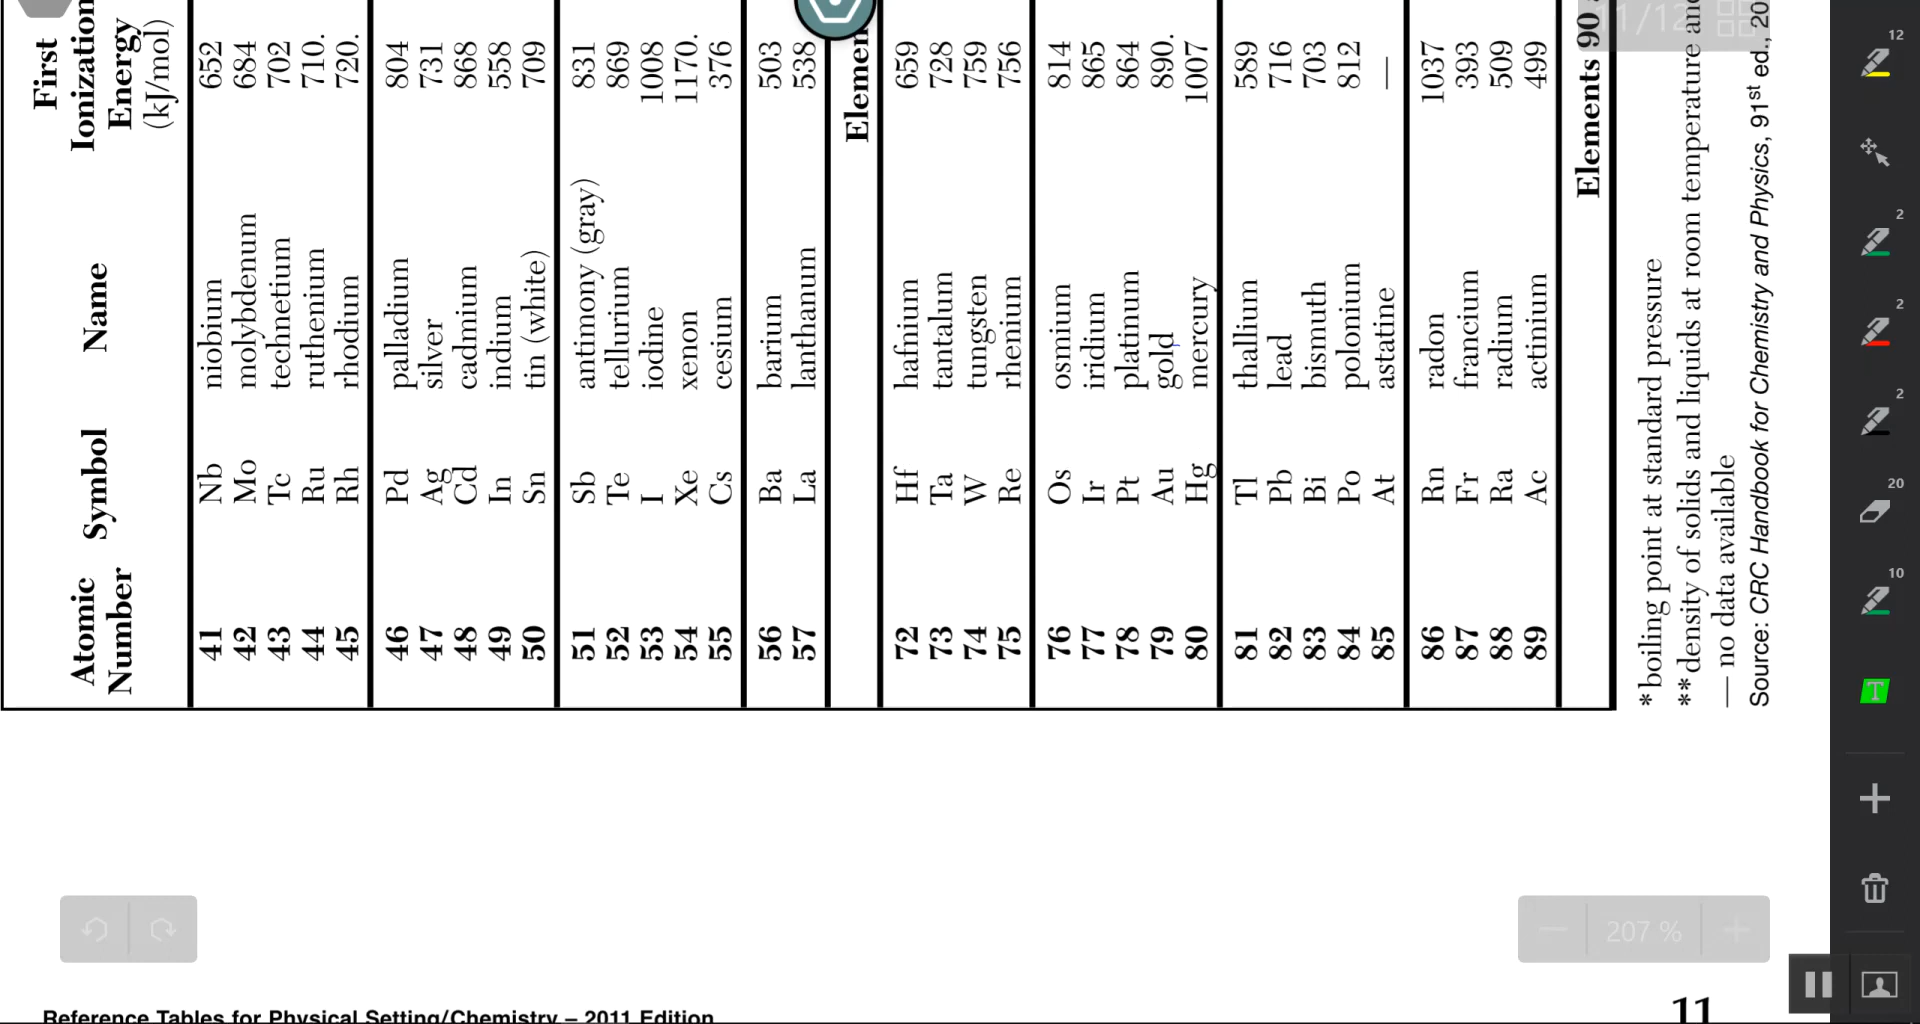 Atomic Number Symbol Name First Ionization Energy (kJ/mol)
41 Nb niobium 652
42 Mo molybdenum 684
43 Tc technetium 702
44 Ru ruthenium 710.
45 Rh rhodium 720.
46 Pd palladium 804
47 Ag silver 731
48 Cd cadmium 868
49 In indium 558
50 Sn tin (white) 709
51 Sb antimony (gray) 831
52 Te tellurium 869
53 I iodine 1008
54 Xe xenon 1170.
55 Cs cesium 376
56 Ba barium 503
57 La lanthanum 538
Elemen
72 Hf hafnium 659
73 Ta tantalum 728
74 W tungsten 759
75 Re rhenium 756
76 Os osmium 814
77 Ir iridium 865
78 Pt platinum 864
79 Au gold 890.
80 Hg mercury 1007
81 Tl thallium 589
82 Pb lead 716
83 Bi bismuth 703
84 Po polonium 812
85 At astatine —
86 Rn radon 1037
87 Fr francium 393
88 Ra radium 509
89 Ac actinium 499
Elements 90
*boiling point at standard pressure
**density of solids and liquids at room temperature and
— no data available
Source: CRC Handbook for Chemistry and Physics, 91st ed., 20
Reference Tables for Physical Setting/Chemistry – 2011 Edition
11
11/12
207 %
12
2
2
2
20
10
T